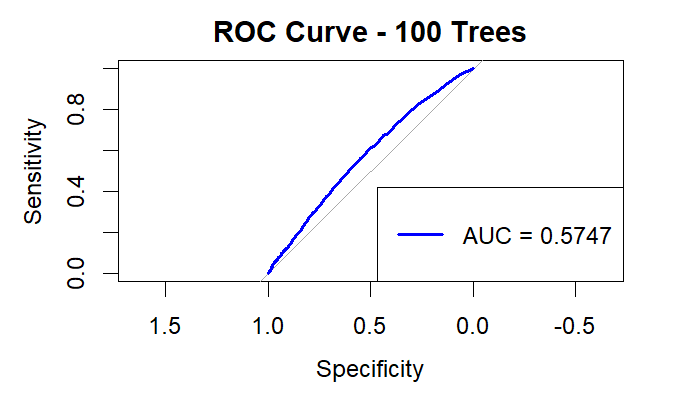 ROC Curve - 100 Trees
Sensitivity
0.8
0.4
0.0
AUC = 0.5747
1.5 1.0 0.5 0.0 -0.5
Specificity